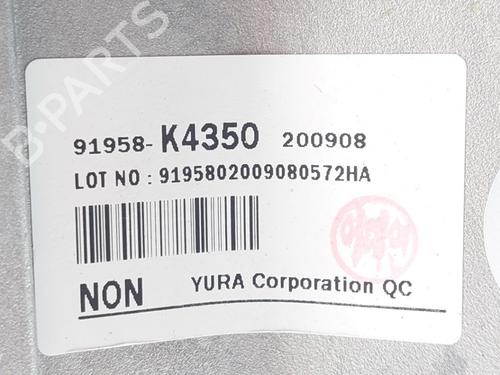 B-PARTS
91958-K4350 200908
LOT NO : 9195802009080572HA
NON YURA Corporation QC